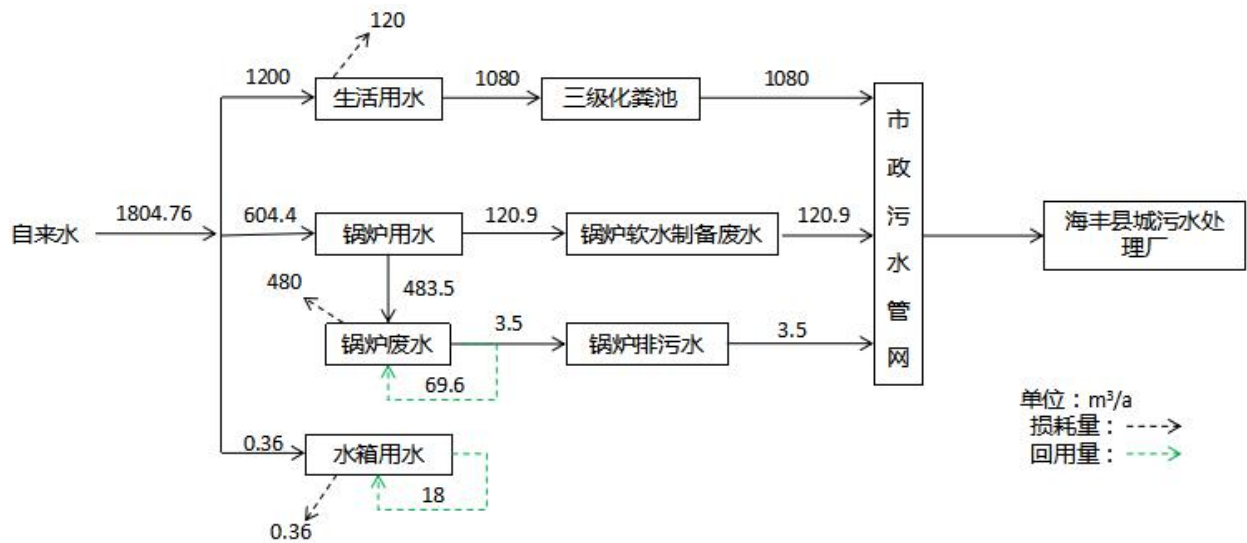 120
1200
生活用水
1080
三级化粪池
1080
市政污水管网
自来水
1804.76
604.4
锅炉用水
120.9
锅炉软水制备废水
120.9
海丰县城污水处
理厂
480
483.5
锅炉废水
3.5
锅炉排污水
3.5
69.6
单位：m³/a
损耗量：
回用量：
0.36
水箱用水
18
0.36